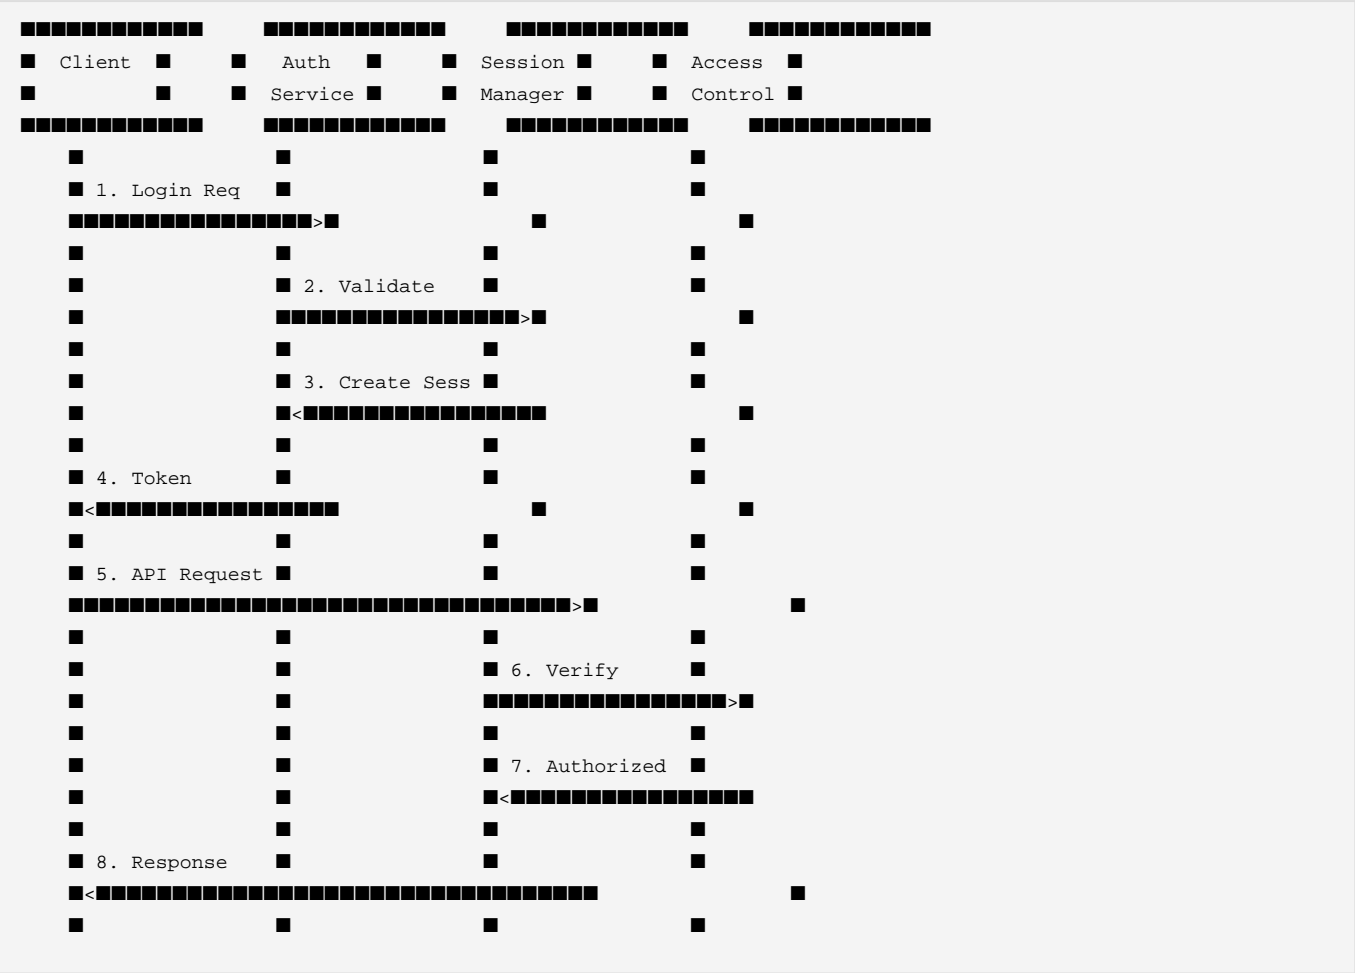 Client Auth Session Access
Service Manager Control
1. Login Req
>
2. Validate
>
3. Create Sess
<
4. Token
<
5. API Request
>
6. Verify
>
7. Authorized
<
8. Response
<